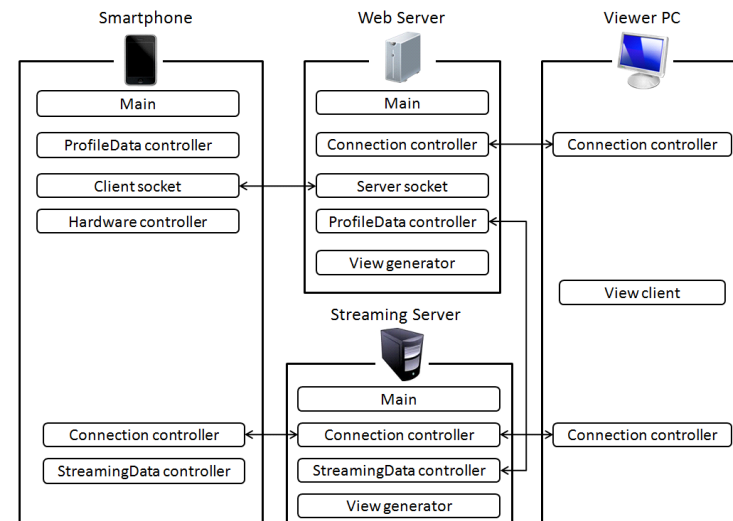 Smartphone
Web Server
Viewer PC
Main
Main
ProfileData controller
Connection controller
Connection controller
Client socket
Server socket
Hardware controller
ProfileData controller
View generator
View client
Streaming Server
Main
Connection controller
Connection controller
Connection controller
StreamingData controller
StreamingData controller
View generator